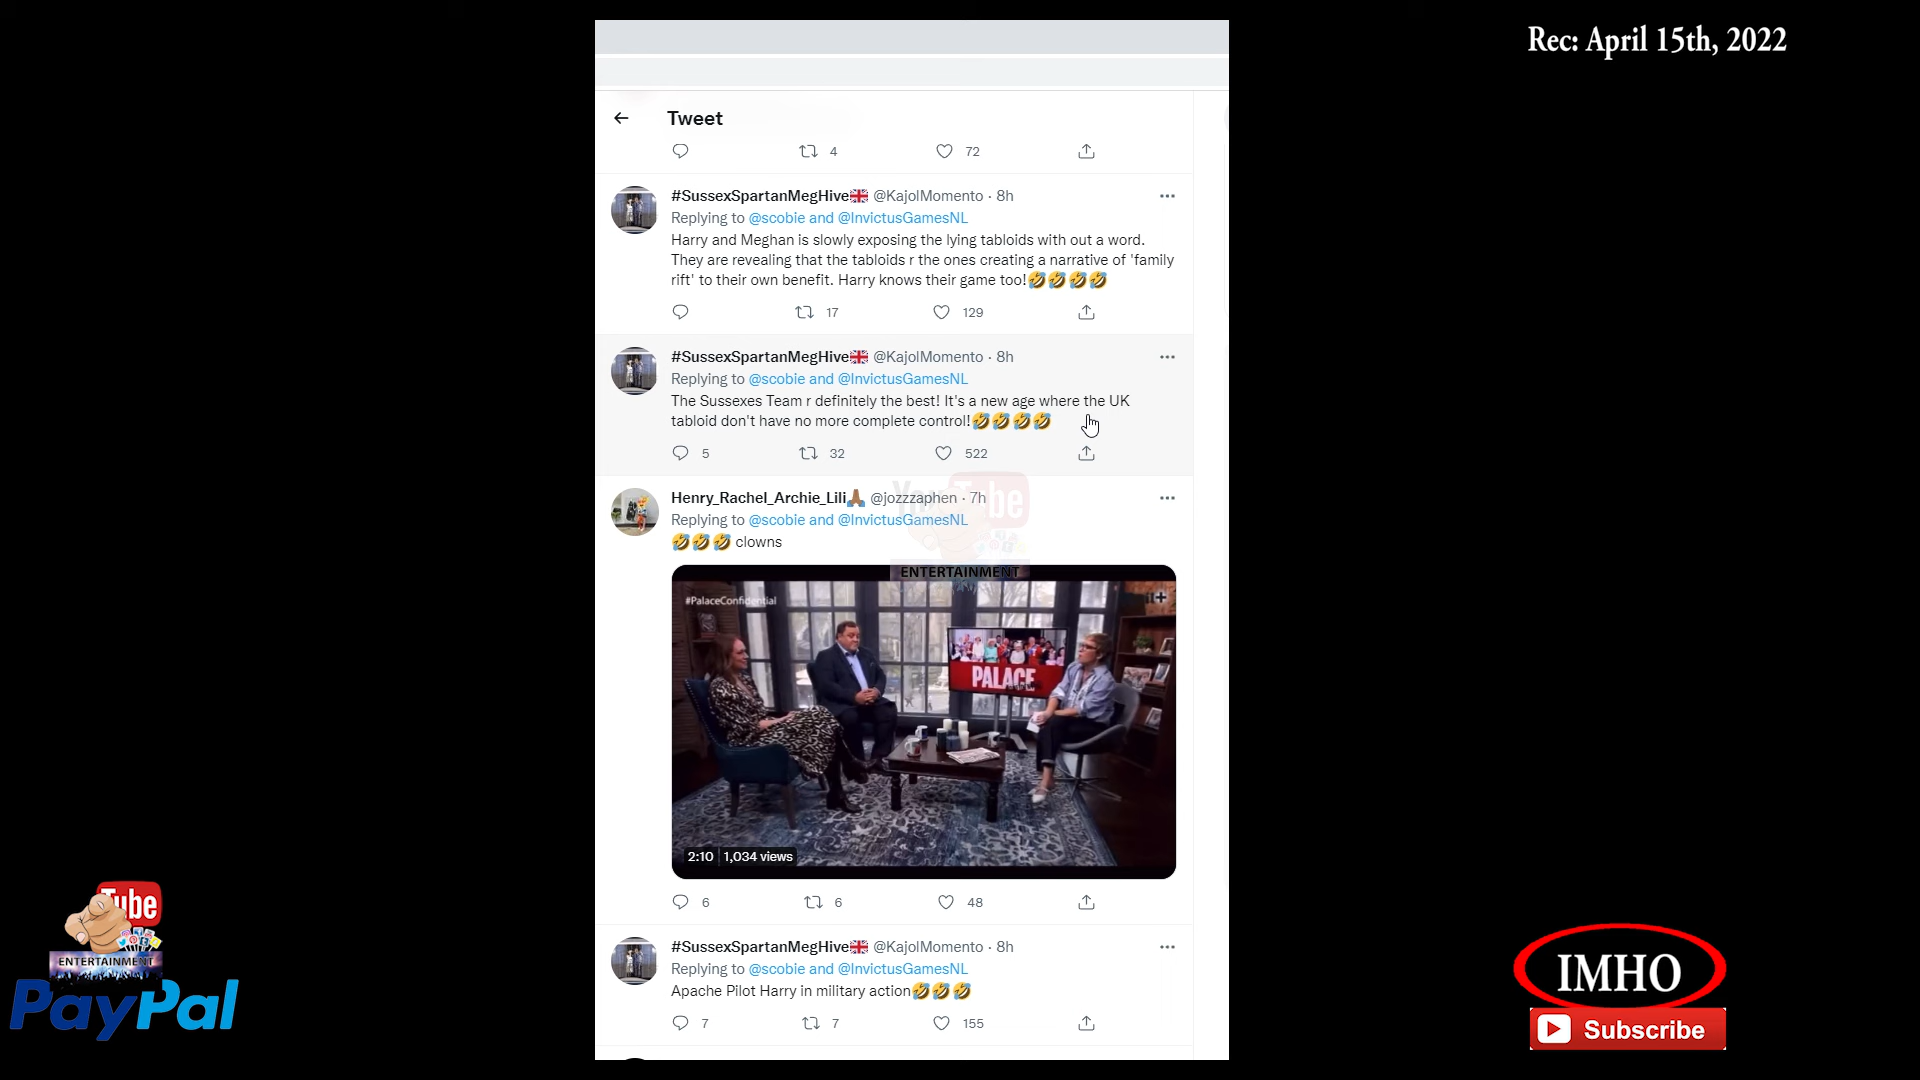 Rec: April 15th, 2022
Tweet
4 72
#SussexSpartanMegHive🇬🇧 @KajolMomento · 8h
Replying to @scobie and @InvictusGamesNL
Harry and Meghan is slowly exposing the lying tabloids with out a word.
They are revealing that the tabloids r the ones creating a narrative of 'family
rift' to their own benefit. Harry knows their game too!🤣🤣🤣🤣
17 129
#SussexSpartanMegHive🇬🇧 @KajolMomento · 8h
Replying to @scobie and @InvictusGamesNL
The Sussexes Team r definitely the best! It's a new age where the UK
tabloid don't have no more complete control!🤣🤣🤣🤣
5 32 522
Henry_Rachel_Archie_Lili🙏🏾 @jozzzaphen · 7h
Replying to @scobie and @InvictusGamesNL
🤣🤣🤣 clowns
YouTube
ENTERTAINMENT
#PalaceConfidential
PALACE
2:10 1,034 views
6 6 48
#SussexSpartanMegHive🇬🇧 @KajolMomento · 8h
Replying to @scobie and @InvictusGamesNL
Apache Pilot Harry in military action🤣🤣🤣
7 7 155
Tube
ENTERTAINMENT
PayPal
IMHO
Subscribe